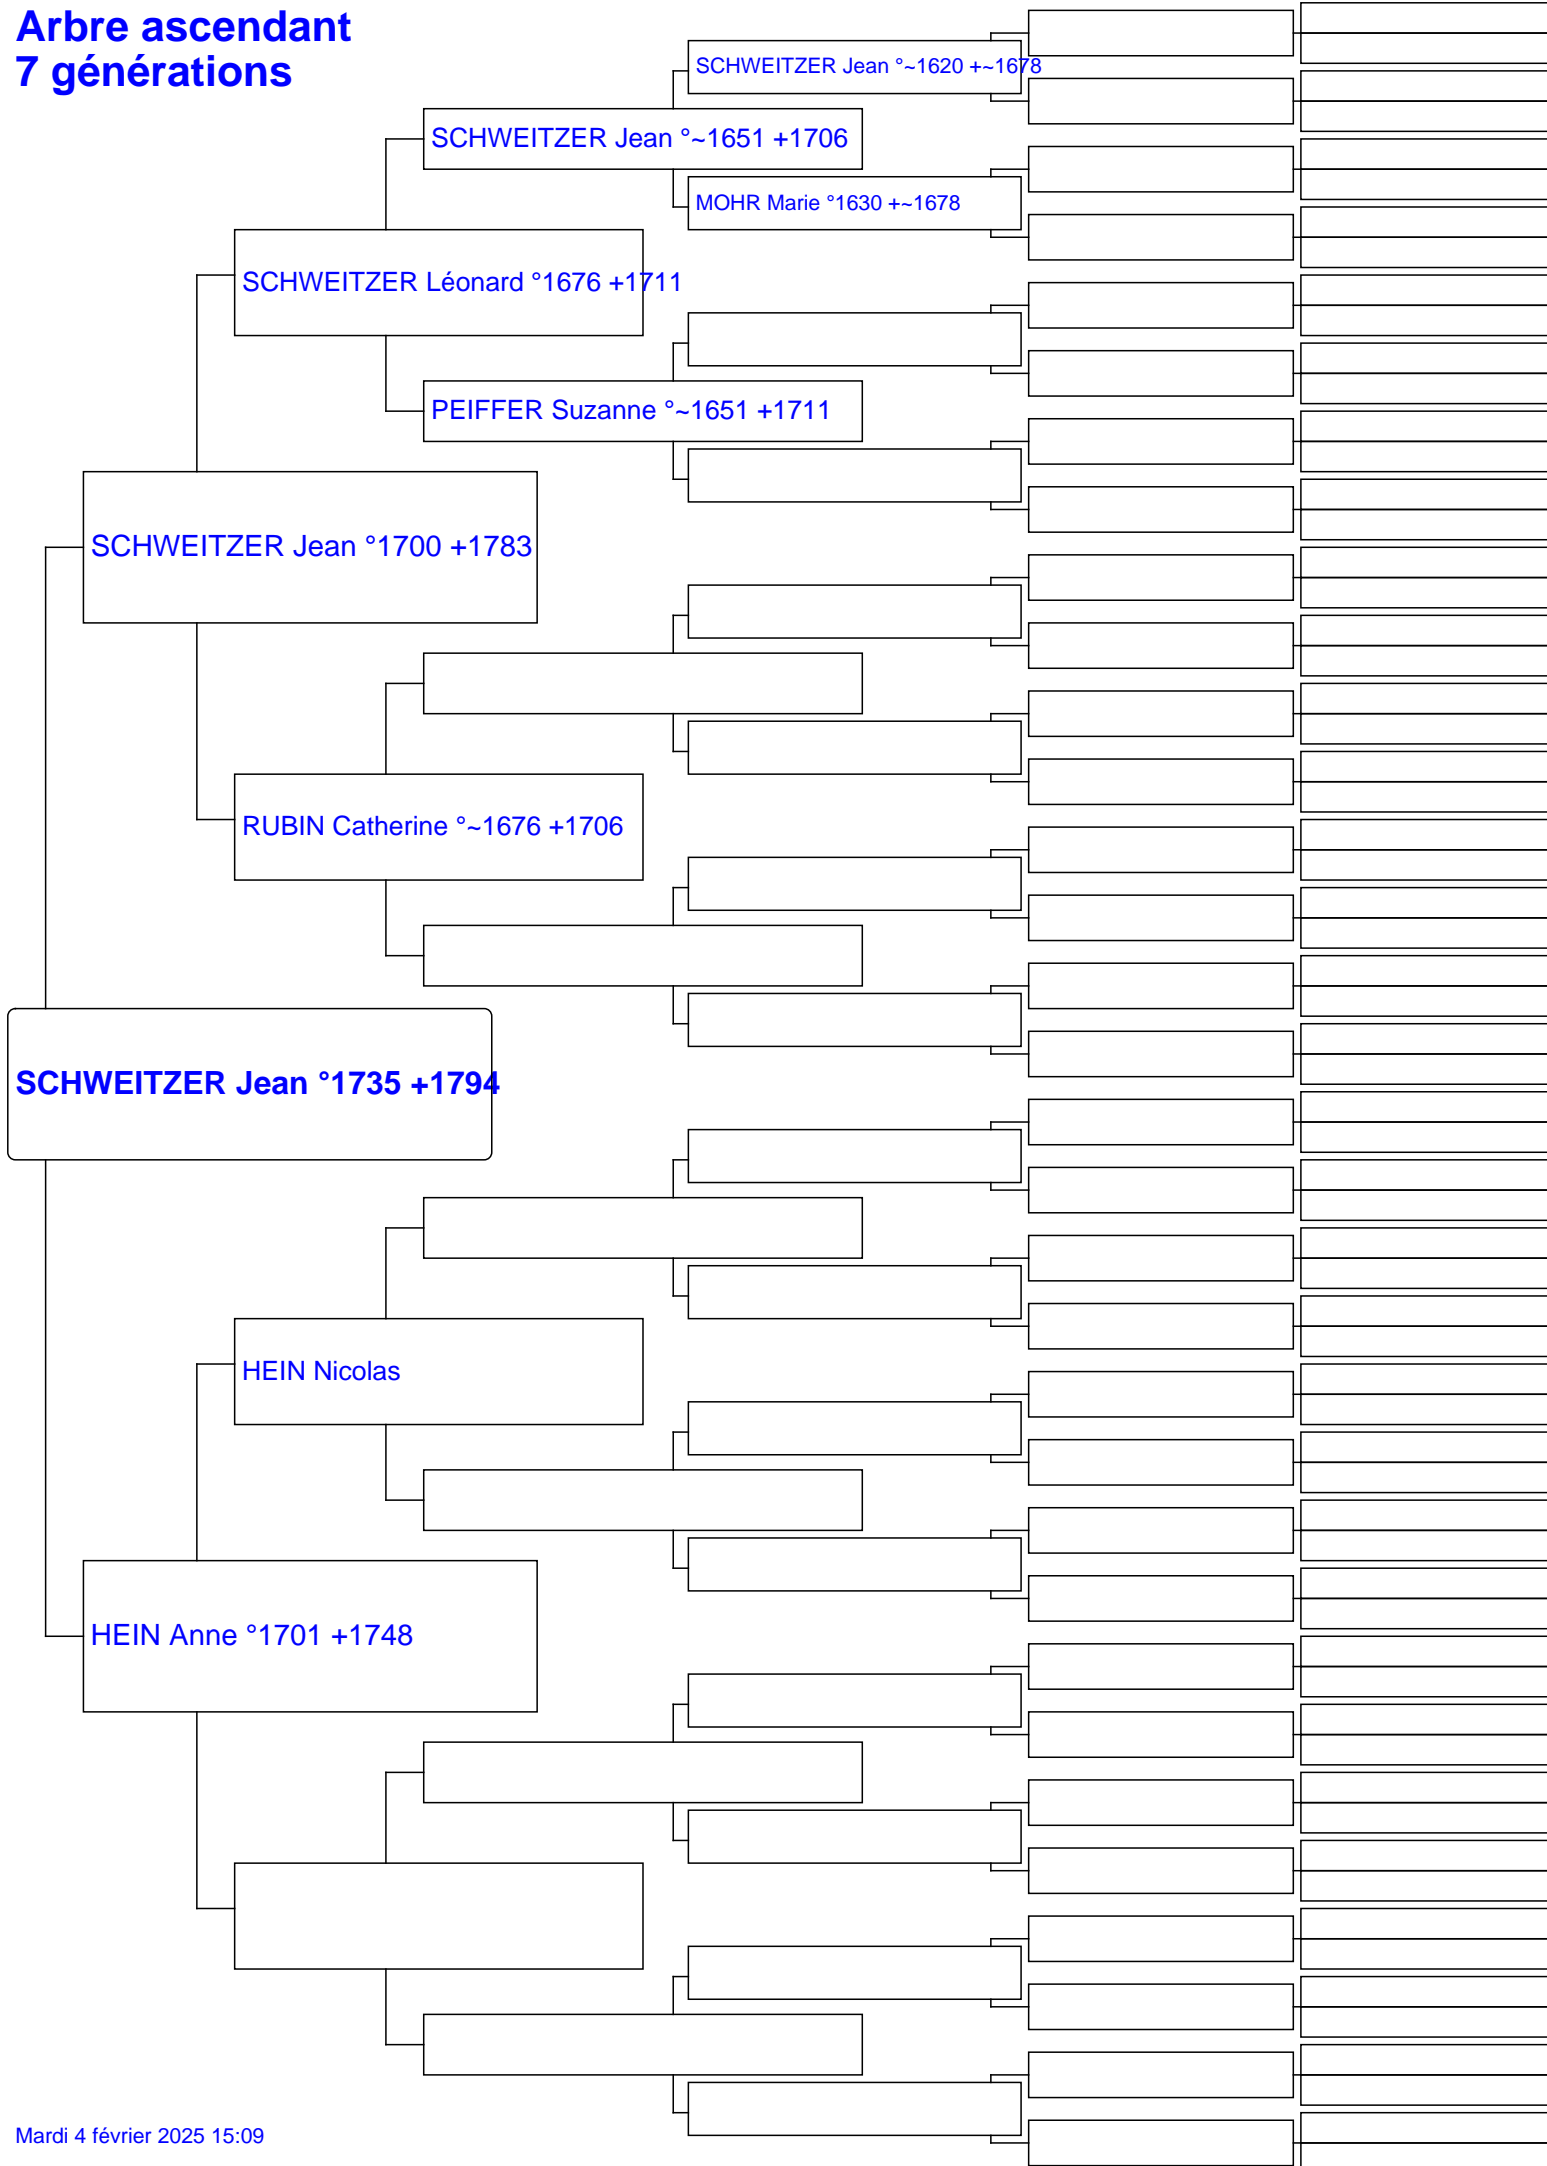 Arbre ascendant
7 générations
SCHWEITZER Jean °~1620 +~1678
SCHWEITZER Jean °~1651 +1706
MOHR Marie °1630 +~1678
SCHWEITZER Léonard °1676 +1711
PEIFFER Suzanne °~1651 +1711
SCHWEITZER Jean °1700 +1783
RUBIN Catherine °~1676 +1706
SCHWEITZER Jean °1735 +1794
HEIN Nicolas
HEIN Anne °1701 +1748
Mardi 4 février 2025 15:09